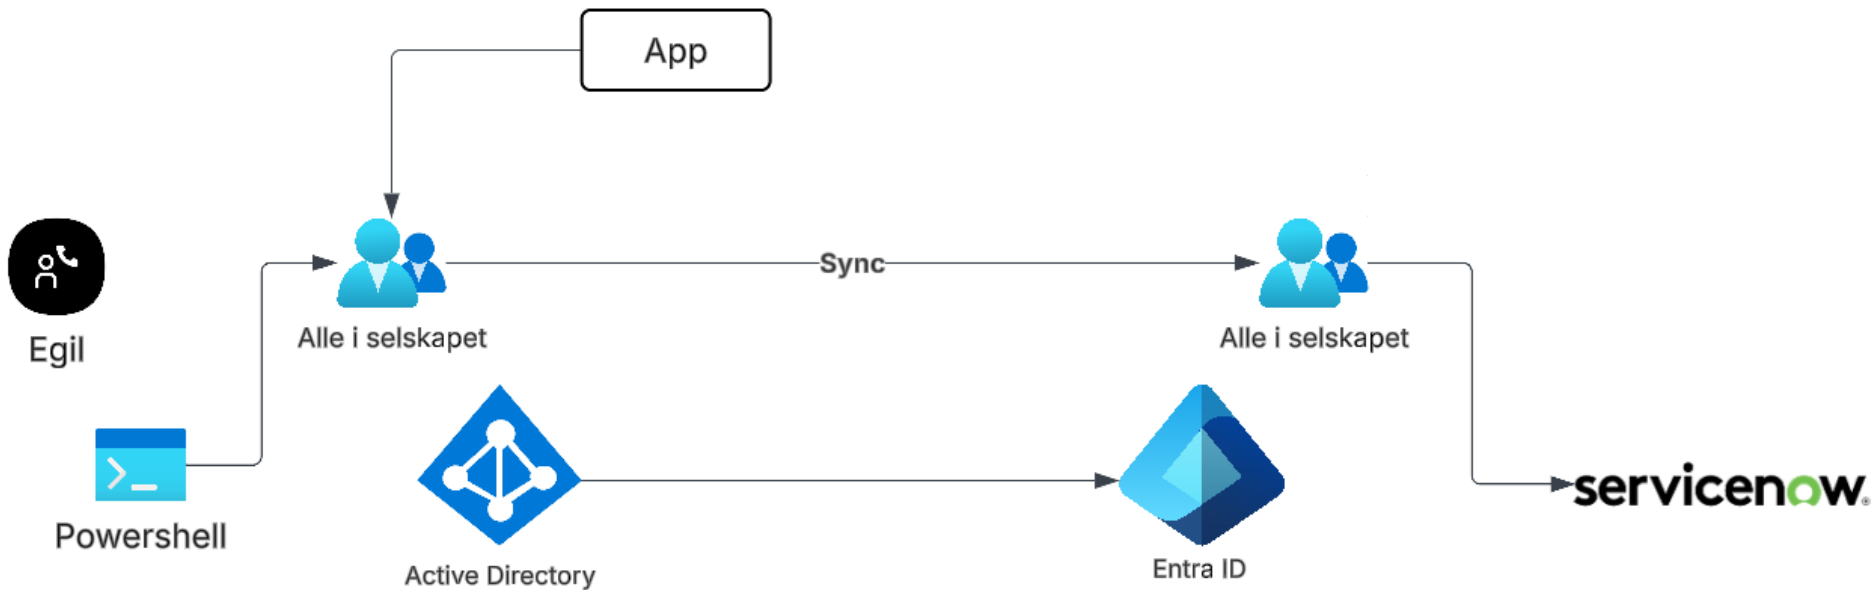 App
Sync
Alle i selskapet
Alle i selskapet
Egil
Powershell
Active Directory
Entra ID
servicenow®